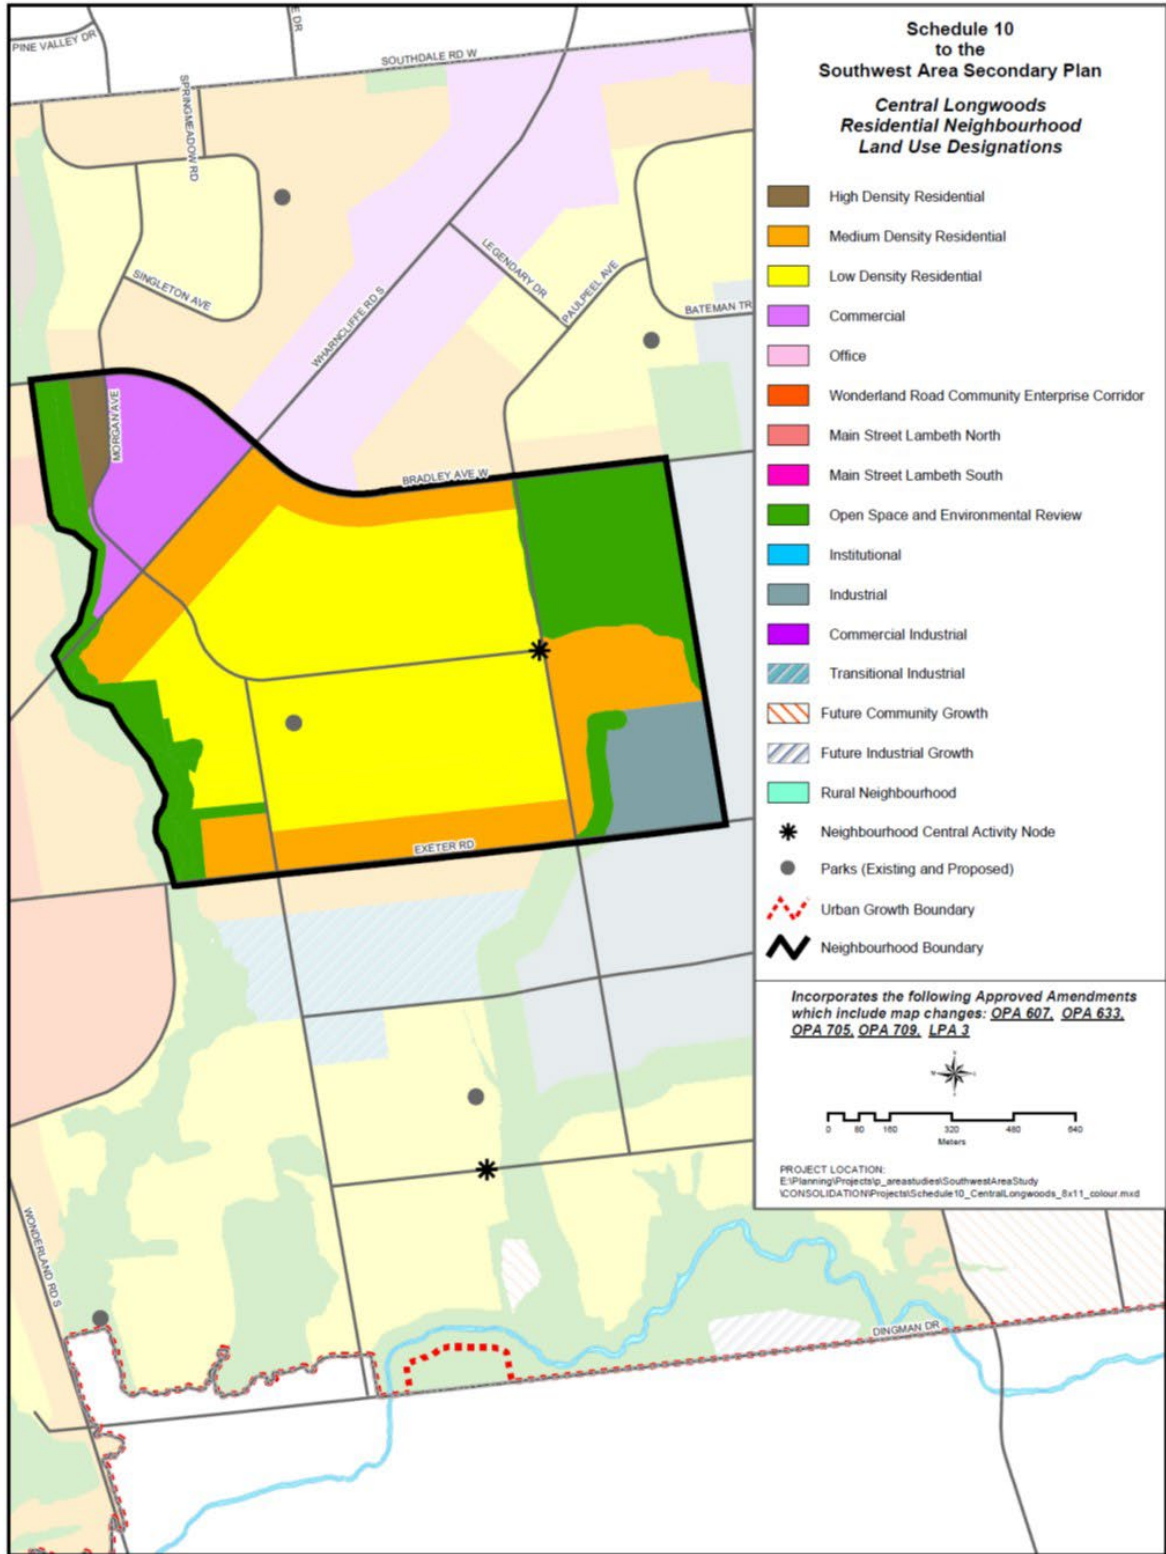 Schedule 10
to the
Southwest Area Secondary Plan
Central Longwoods
Residential Neighbourhood
Land Use Designations
High Density Residential
Medium Density Residential
Low Density Residential
Commercial
Office
Wonderland Road Community Enterprise Corridor
Main Street Lambeth North
Main Street Lambeth South
Open Space and Environmental Review
Institutional
Industrial
Commercial Industrial
Transitional Industrial
Future Community Growth
Future Industrial Growth
Rural Neighbourhood
Neighbourhood Central Activity Node
Parks (Existing and Proposed)
Urban Growth Boundary
Neighbourhood Boundary
Incorporates the following Approved Amendments
which include map changes: OPA 607, OPA 633,
OPA 705, OPA 709, LPA 3
0 80 160 320 480 640
Meters
PROJECT LOCATION:
E:\Planning\Projects\p_areastudies\SouthwestAreaStudy
\CONSOLIDATION\Projects\Schedule10_CentralLongwoods_8x11_colour.mxd
PINE VALLEY DR
E DR
SOUTHDALE RD W
SPRINGMEADOW RD
SINGLETON AVE
WHARNCLIFFE RD S
LEGENDARY DR
PAULPEEL AVE
BATEMAN TR
MORGAN AVE
BRADLEY AVE W
EXETER RD
WONDERLAND RD S
DINGMAN DR